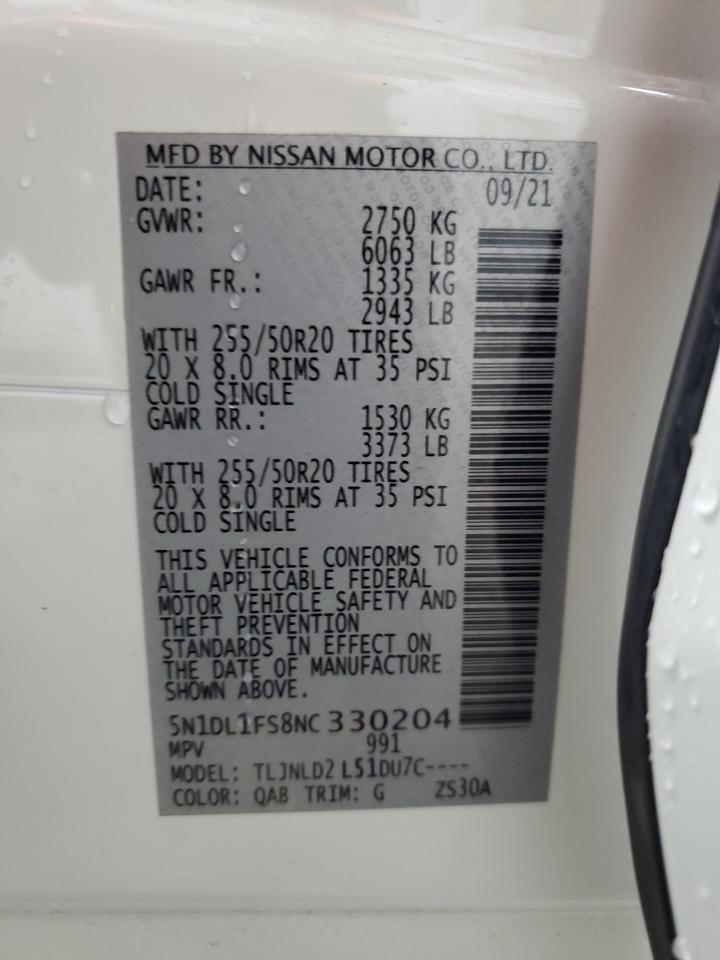 MFD BY NISSAN MOTOR CO., LTD.
DATE: 09/21
GVWR: 2750 KG
6063 LB
GAWR FR.: 1335 KG
2943 LB
WITH 255/50R20 TIRES
20 X 8.0 RIMS AT 35 PSI
COLD SINGLE
GAWR RR.: 1530 KG
3373 LB
WITH 255/50R20 TIRES
20 X 8.0 RIMS AT 35 PSI
COLD SINGLE
THIS VEHICLE CONFORMS TO
ALL APPLICABLE FEDERAL
MOTOR VEHICLE SAFETY AND
THEFT PREVENTION
STANDARDS IN EFFECT ON
THE DATE OF MANUFACTURE
SHOWN ABOVE.
5N1DL1FS8NC 330204
MPV 991
MODEL: TLJNLD2 L51DU7C----
COLOR: QAB TRIM: G ZS30A